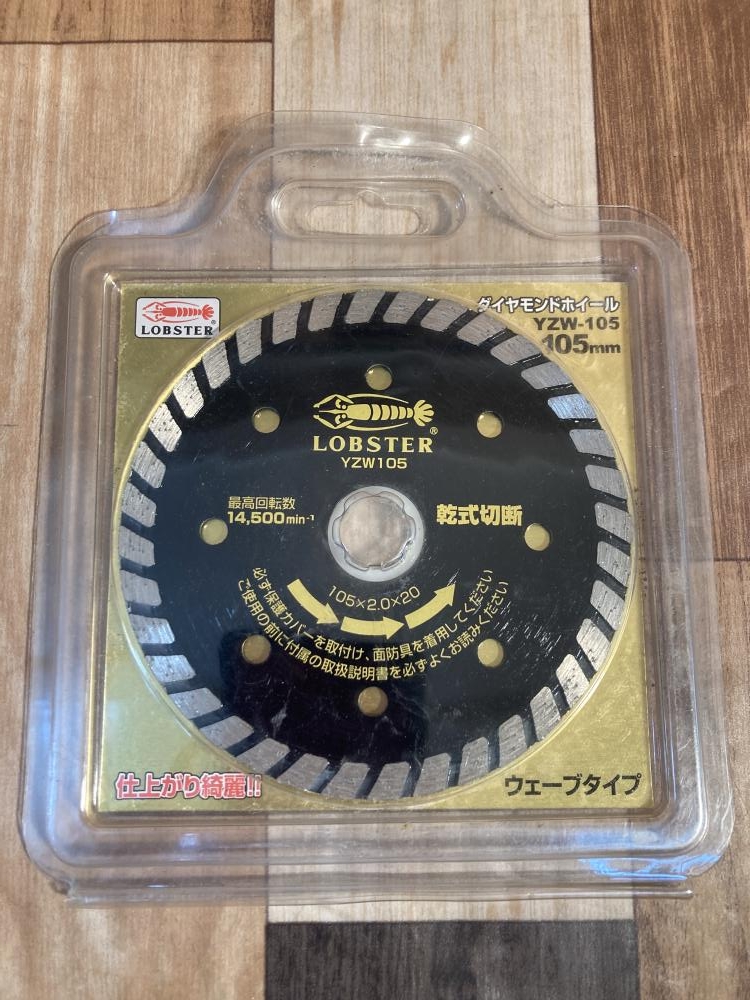 LOBSTER
ダイヤモンドホイール
YZW-105
105mm
LOBSTER®
YZW105
最高回転数
14,500min⁻¹
乾式切断
105×2.0×20
必ず保護カバーを取付け、面防具を着用してください
ご使用の前に付属の取扱説明書を必ずよくお読みください
仕上がり綺麗!!
ウェーブタイプ